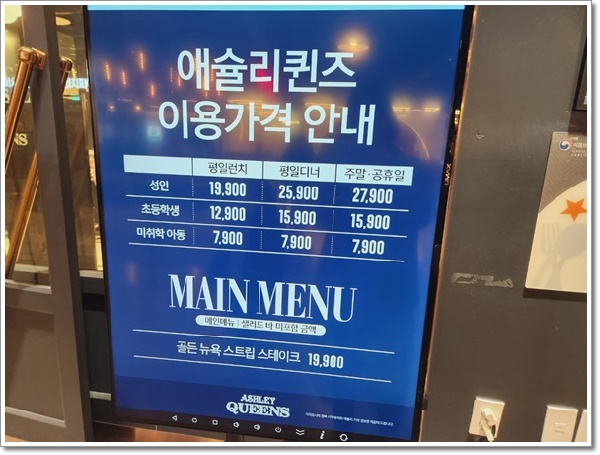 애슐리퀸즈
이용가격 안내
평일런치 평일디너 주말·공휴일
성인 19,900 25,900 27,900
초등학생 12,900 15,900 15,900
미취학 아동 7,900 7,900 7,900
MAIN MENU
메인메뉴 | 샐러드 바 미포함 금액
골든 뉴욕 스트립 스테이크 19,900
ASHLEY
QUEENS